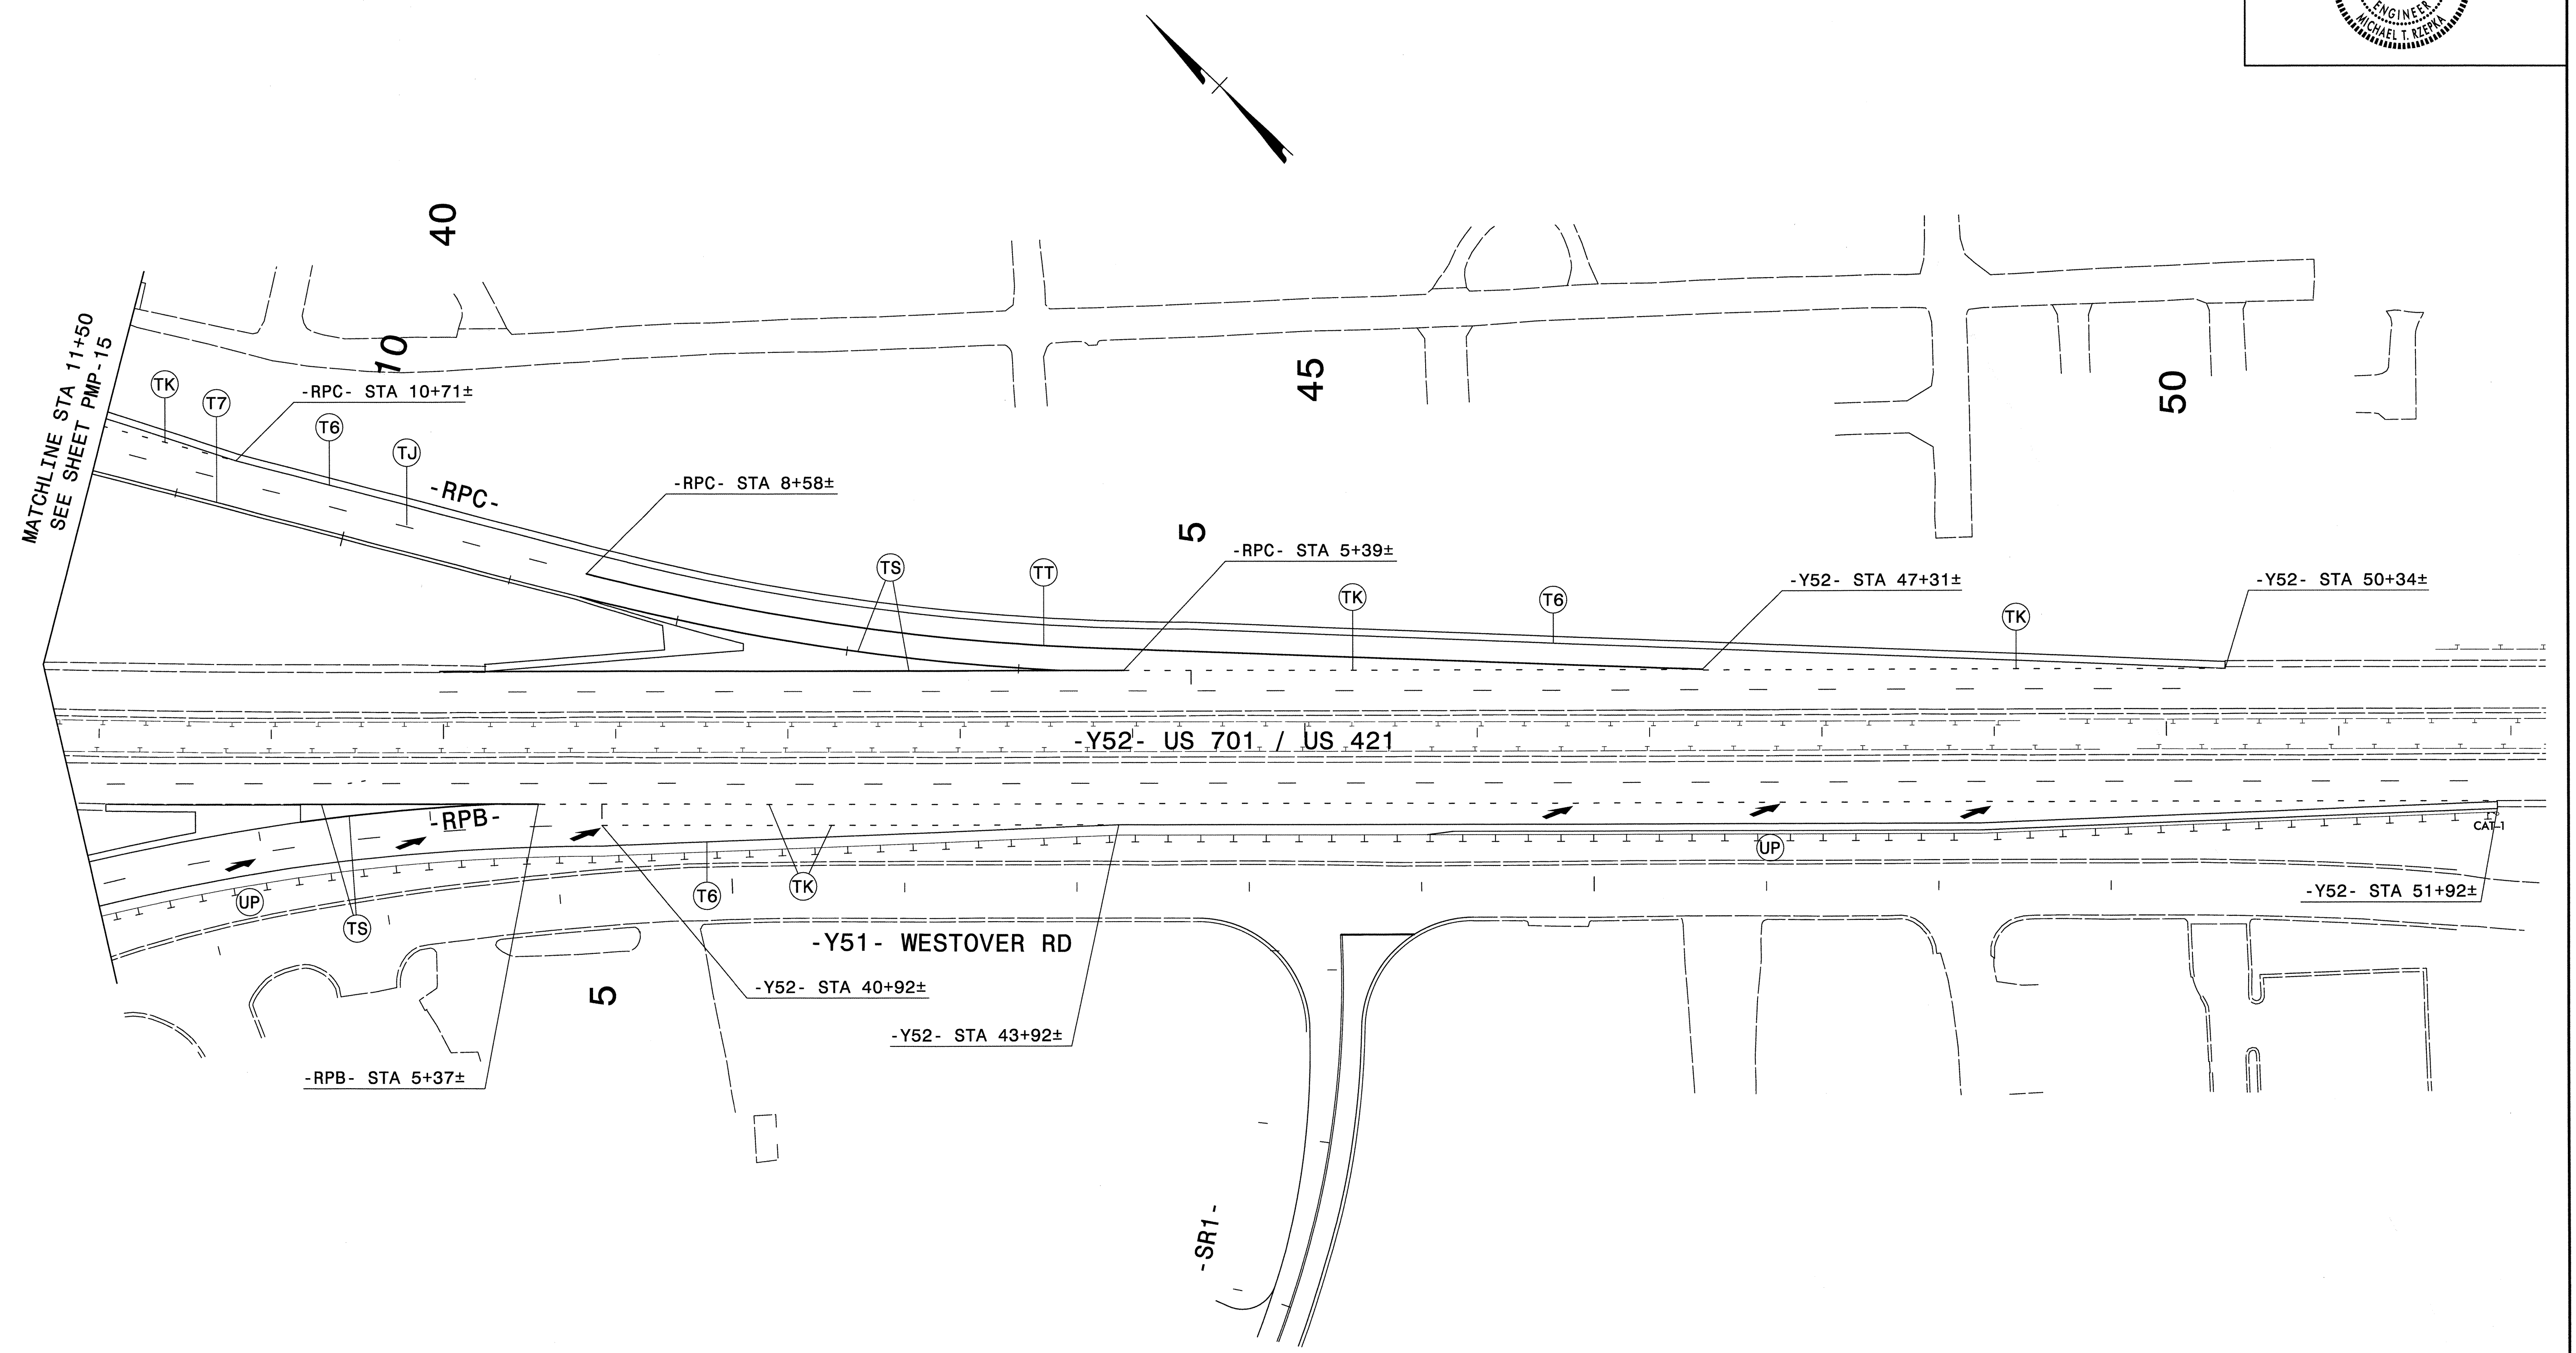 ENGINEER
MICHAEL T. RZEPKA
40
MATCHLINE STA 11+50
SEE SHEET PMP-15
10
45
50
TK
T7
-RPC- STA 10+71±
T6
TJ
-RPC-
-RPC- STA 8+58±
5
-RPC- STA 5+39±
TS
TT
TK
T6
-Y52- STA 47+31±
-Y52- STA 50+34±
TK
-Y52- US 701 / US 421
-RPB-
CAT-1
UP
UP
T6
TK
-Y52- STA 51+92±
TS
-Y51- WESTOVER RD
5
-Y52- STA 40+92±
-Y52- STA 43+92±
-RPB- STA 5+37±
-SR1-